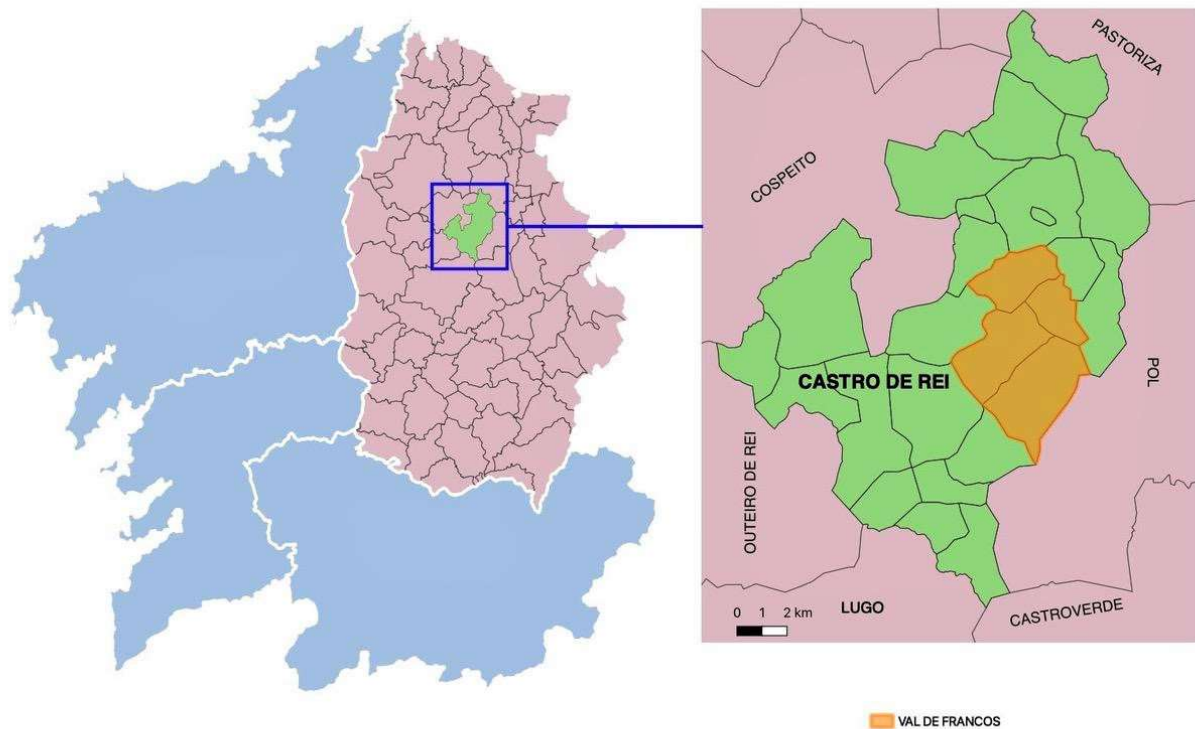 PASTORIZA
COSPEITO
CASTRO DE REI
POL
OUTEIRO DE REI
0 1 2 km
LUGO
CASTROVERDE
VAL DE FRANCOS